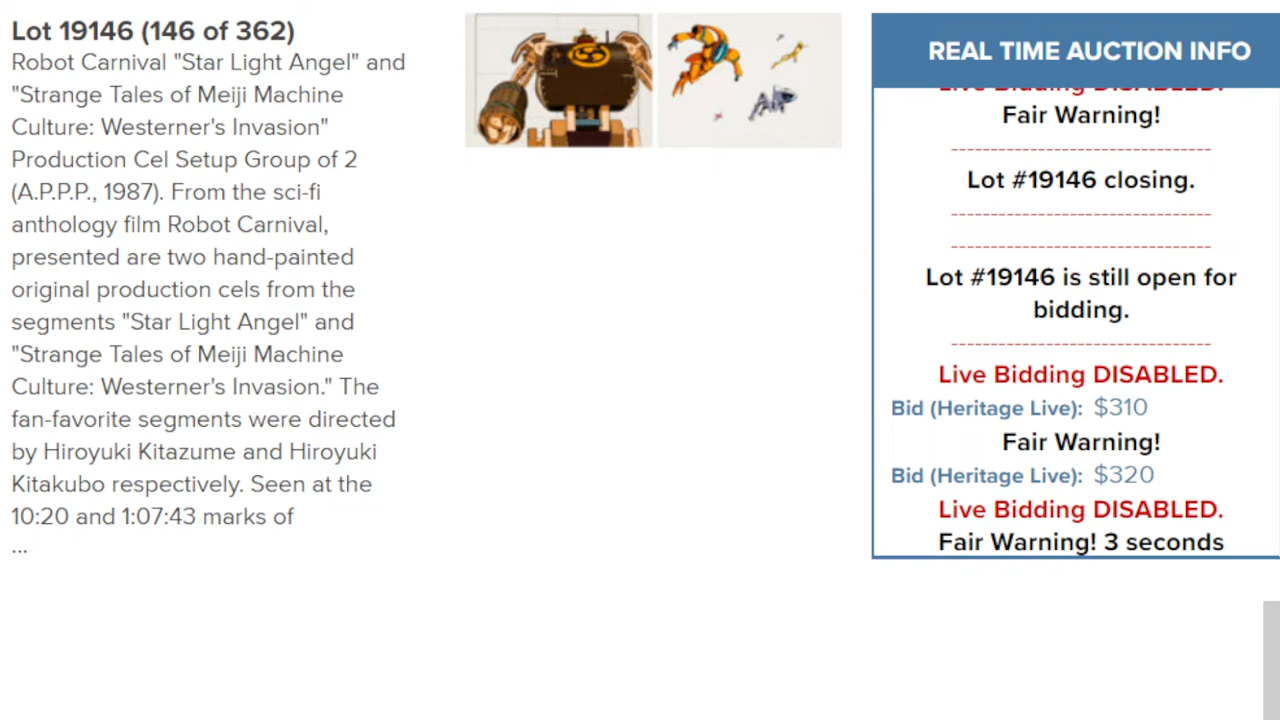 Lot 19146 (146 of 362)
Robot Carnival "Star Light Angel" and
"Strange Tales of Meiji Machine
Culture: Westerner's Invasion"
Production Cel Setup Group of 2
(A.P.P.P., 1987). From the sci-fi
anthology film Robot Carnival,
presented are two hand-painted
original production cels from the
segments "Star Light Angel" and
"Strange Tales of Meiji Machine
Culture: Westerner's Invasion." The
fan-favorite segments were directed
by Hiroyuki Kitazume and Hiroyuki
Kitakubo respectively. Seen at the
10:20 and 1:07:43 marks of
...
REAL TIME AUCTION INFO
Live Bidding DISABLED.
Fair Warning!
--------------------------------
Lot #19146 closing.
--------------------------------
--------------------------------
Lot #19146 is still open for
bidding.
--------------------------------
Live Bidding DISABLED.
Bid (Heritage Live): $310
Fair Warning!
Bid (Heritage Live): $320
Live Bidding DISABLED.
Fair Warning! 3 seconds